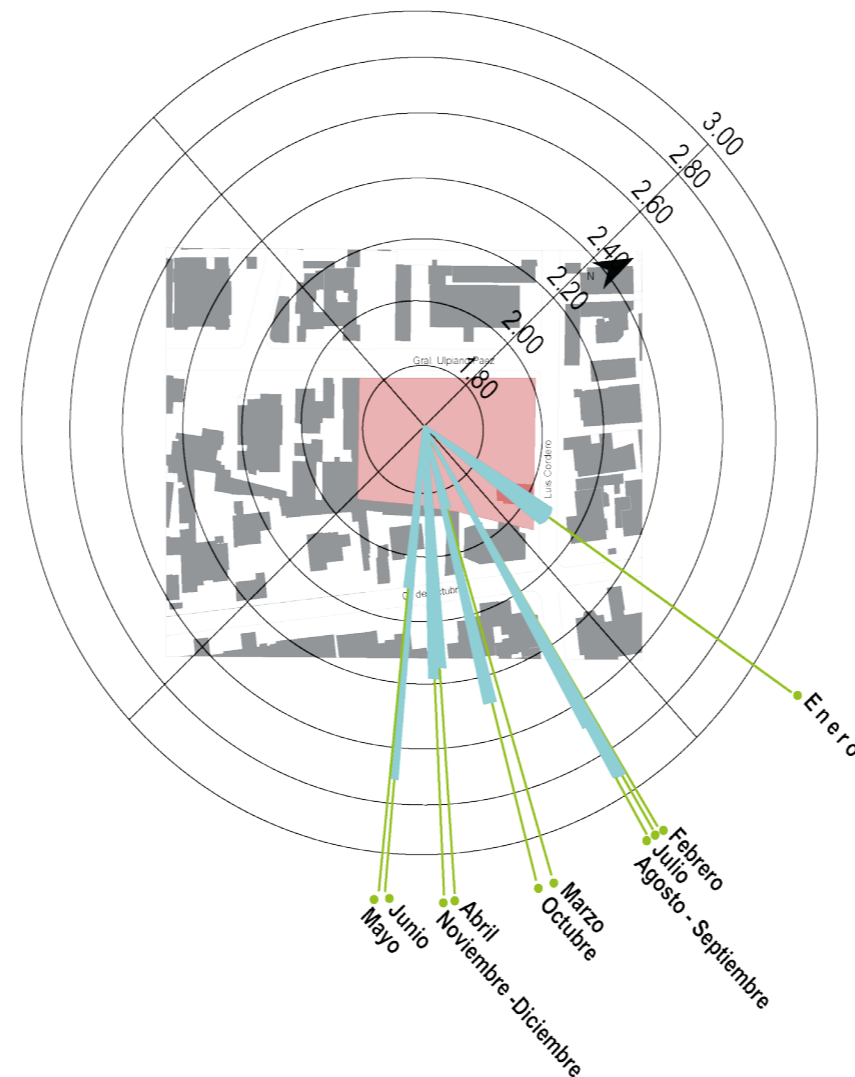 3.00
2.80
2.60
2.40
N
2.20
2.00
Gral. Ulpiano Paez
1.80
Luis Cordero
Enero
Febrero
Julio
Agosto - Septiembre
Marzo
Octubre
Abril
Noviembre -Diciembre
Junio
Mayo